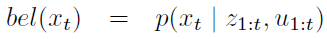 bel(x_t) = p(x_t | z_{1:t}, u_{1:t})